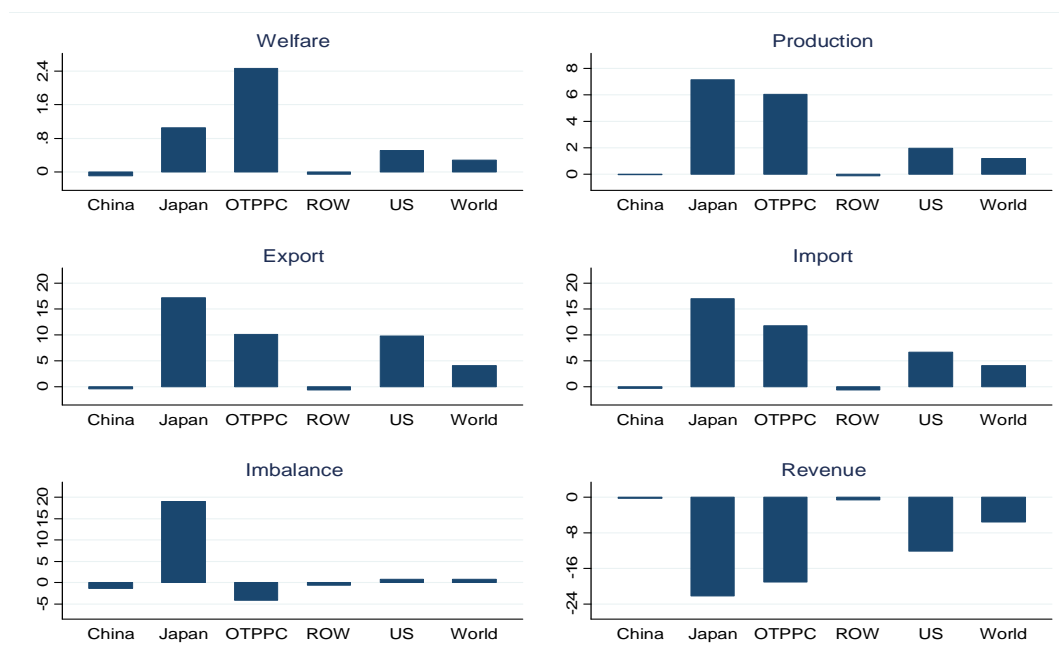 Welfare
2.4
1.6
.8
0
China Japan OTPPC ROW US World
Production
8
6
4
2
0
China Japan OTPPC ROW US World
Export
20
15
10
5
0
China Japan OTPPC ROW US World
Import
20
15
10
5
0
China Japan OTPPC ROW US World
Imbalance
20
15
10
5
0
-5
China Japan OTPPC ROW US World
Revenue
0
-8
-16
-24
China Japan OTPPC ROW US World